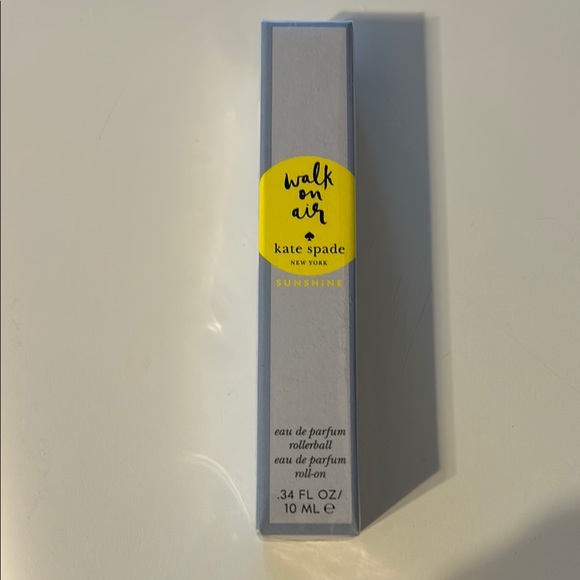 walk
on
air
kate spade
NEW YORK
SUNSHINE
eau de parfum
rollerball
eau de parfum
roll-on
.34 FL OZ/
10 ML ℮